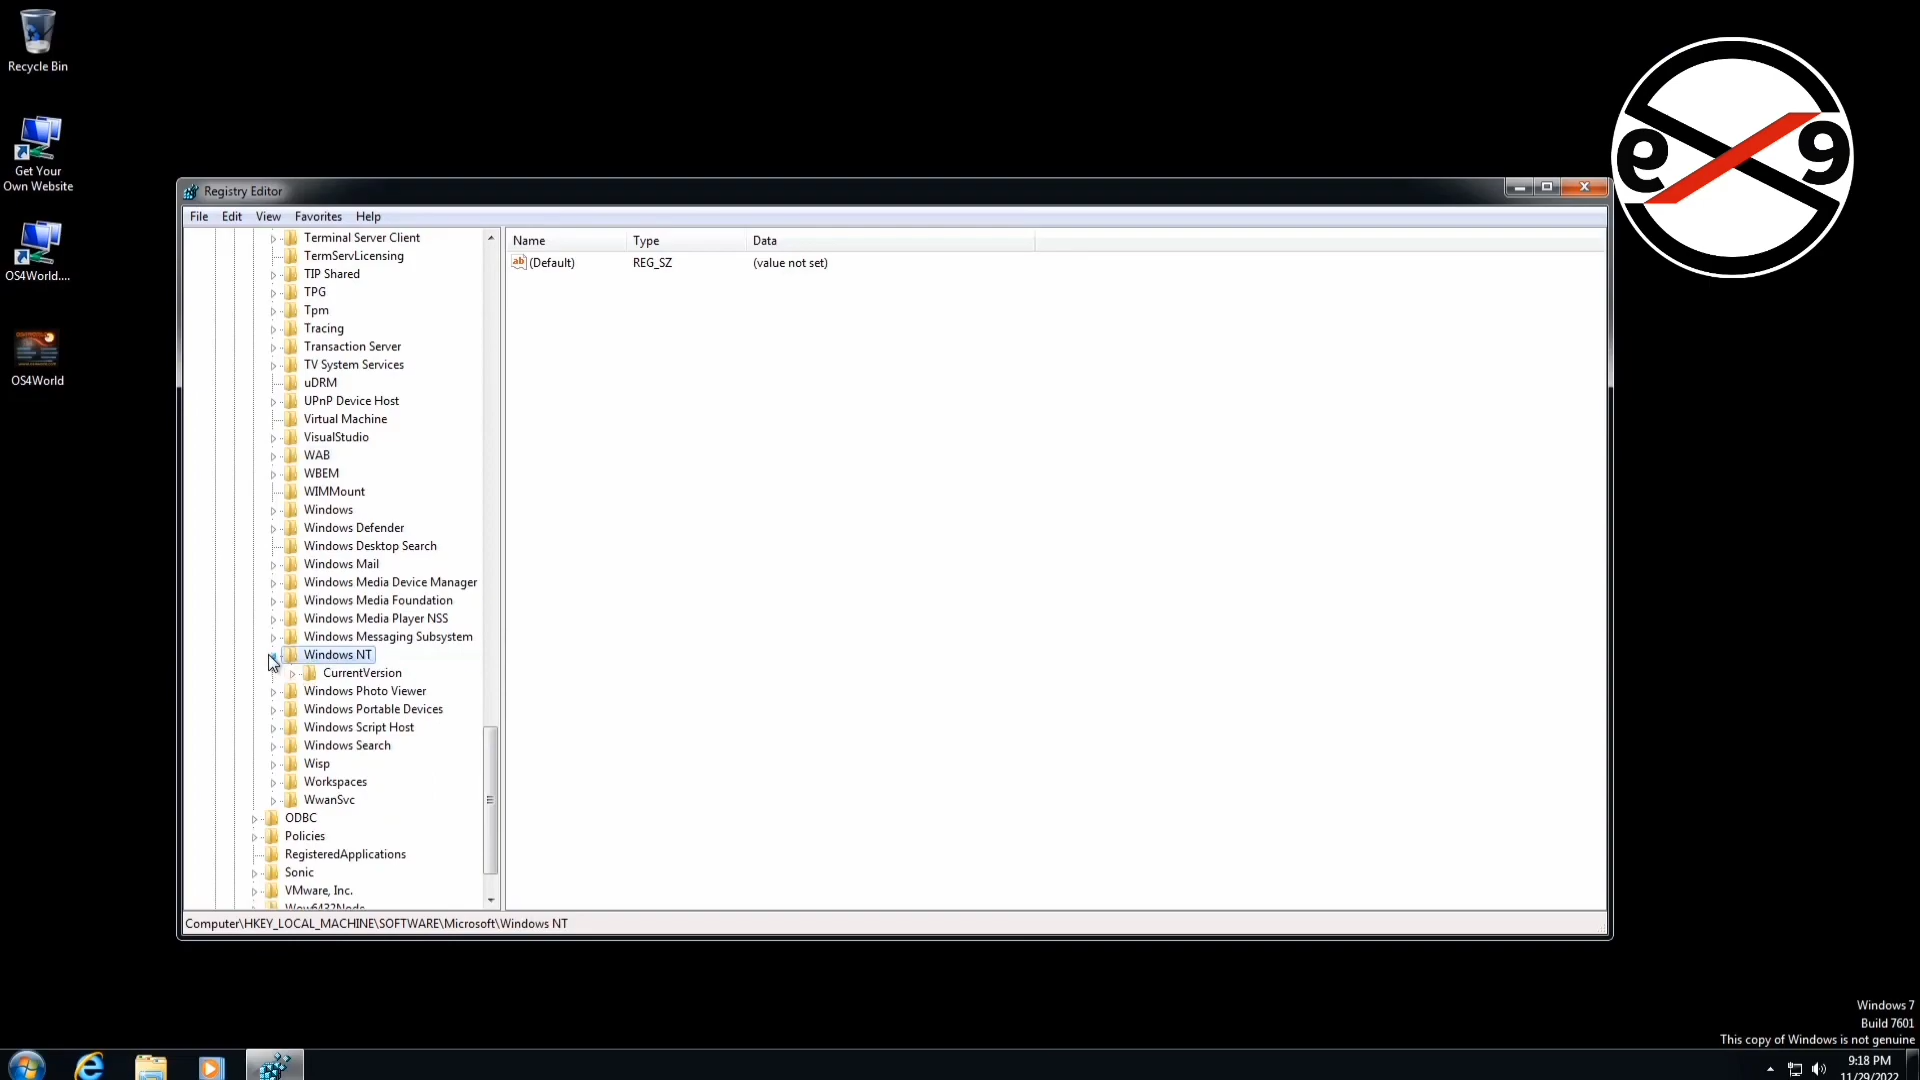 Recycle Bin
Get Your
Own Website
OS4World....
OS4World
e 9
Registry Editor
File Edit View Favorites Help
Terminal Server Client
TermServLicensing
TIP Shared
TPG
Tpm
Tracing
Transaction Server
TV System Services
uDRM
UPnP Device Host
Virtual Machine
VisualStudio
WAB
WBEM
WIMMount
Windows
Windows Defender
Windows Desktop Search
Windows Mail
Windows Media Device Manager
Windows Media Foundation
Windows Media Player NSS
Windows Messaging Subsystem
Windows NT
CurrentVersion
Windows Photo Viewer
Windows Portable Devices
Windows Script Host
Windows Search
Wisp
Workspaces
WwanSvc
ODBC
Policies
RegisteredApplications
Sonic
VMware, Inc.
Wow6432Node
Name Type Data
(Default) REG_SZ (value not set)
Computer\HKEY_LOCAL_MACHINE\SOFTWARE\Microsoft\Windows NT
Windows 7
Build 7601
This copy of Windows is not genuine
9:18 PM
11/29/2022